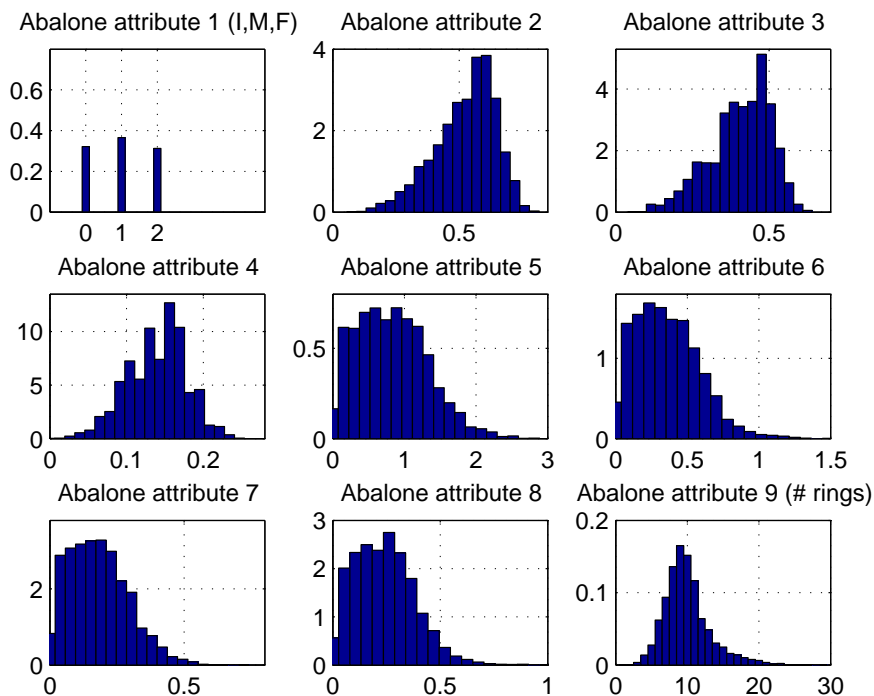 Abalone attribute 1 (I,M,F)
0.6
0.4
0.2
0
0 1 2
Abalone attribute 2
4
2
0
0 0.5
Abalone attribute 3
4
2
0
0 0.5
Abalone attribute 4
10
5
0
0 0.1 0.2
Abalone attribute 5
0.5
0
0 1 2 3
Abalone attribute 6
1
0
0 0.5 1 1.5
Abalone attribute 7
2
0
0 0.5
Abalone attribute 8
3
2
1
0
0 0.5 1
Abalone attribute 9 (# rings)
0.2
0.1
0
0 10 20 30